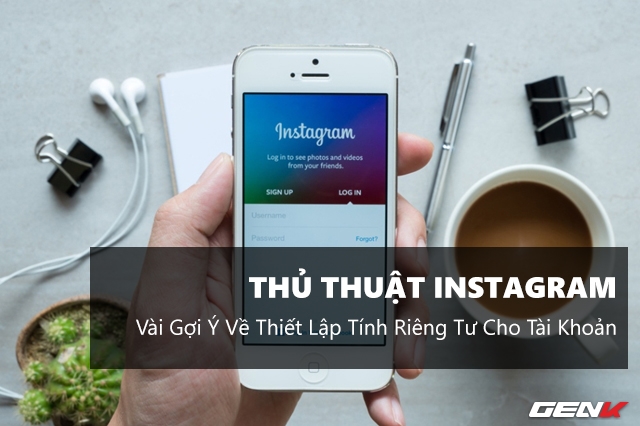 Instagram
Log in to see photos and videos
from your friends.
SIGN UP
LOG IN
Username
Password
Forgot?
THỦ THUẬT INSTAGRAM
Vài Gợi Ý Về Thiết Lập Tính Riêng Tư Cho Tài Khoản
GENK